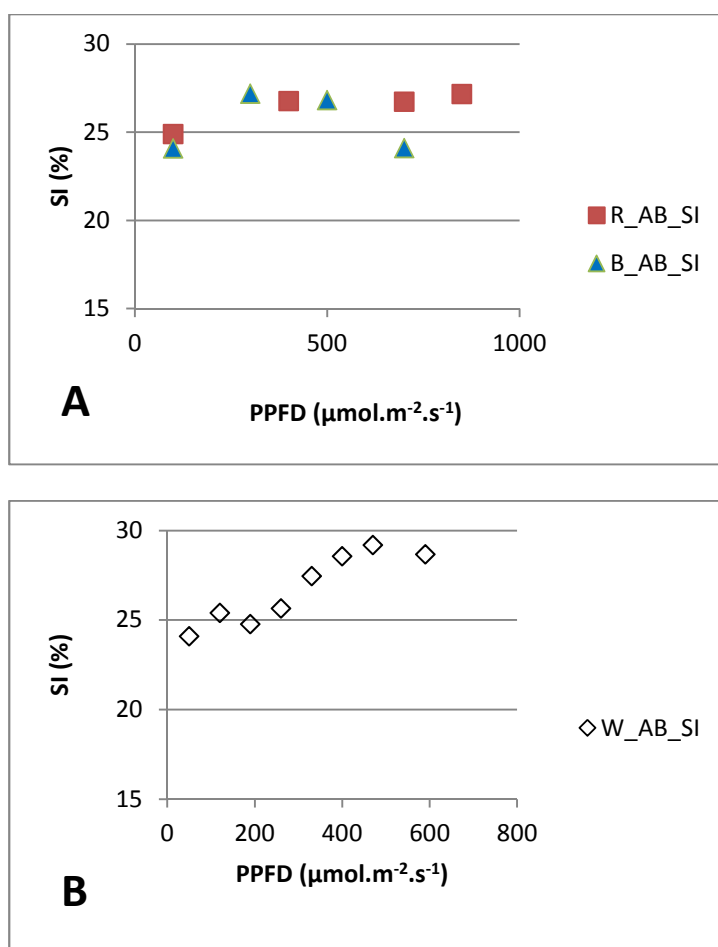 30
25
20
15
SI (%)
0 500 1000
PPFD (µmol.m⁻².s⁻¹)
R_AB_SI
B_AB_SI
A
30
25
20
15
SI (%)
0 200 400 600 800
PPFD (µmol.m⁻².s⁻¹)
W_AB_SI
B